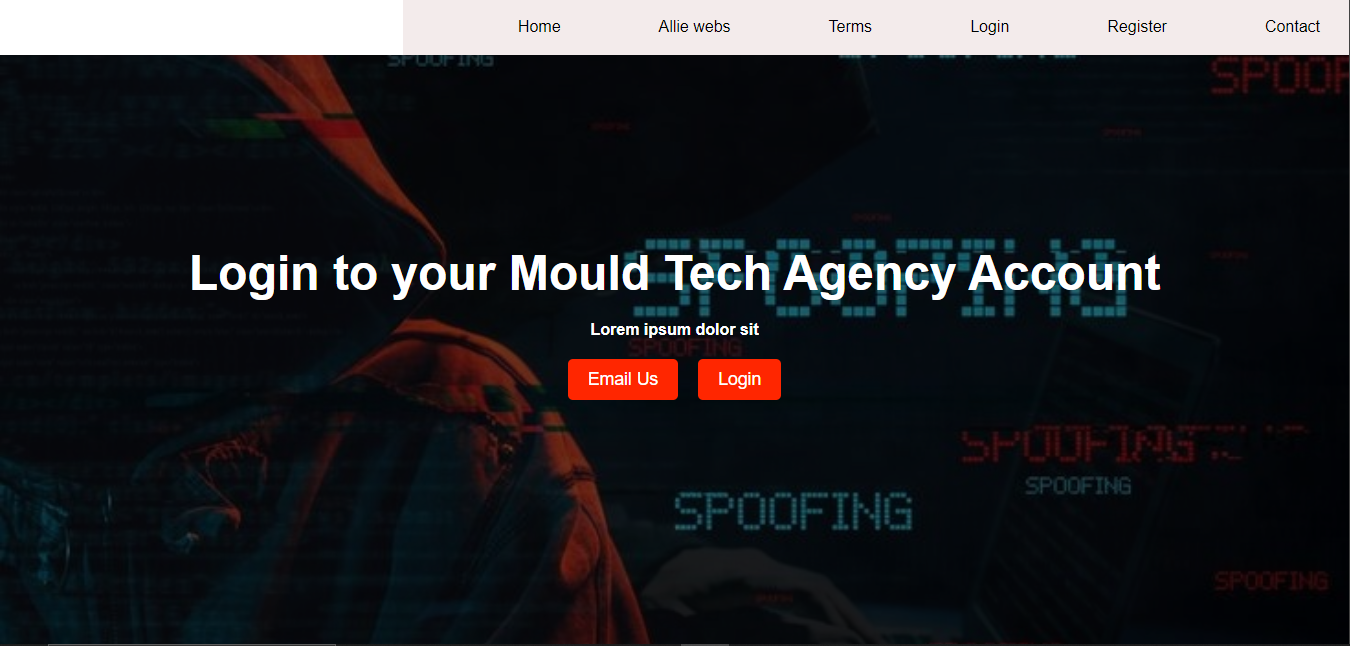 Home Allie webs Terms Login Register Contact
SPOOFING
SPOOF
SPOOFING
Login to your Mould Tech Agency Account
Lorem ipsum dolor sit
SPOOFING
Email Us Login
SPOOFING
SPOOFING
SPOOFING
SPOOFING